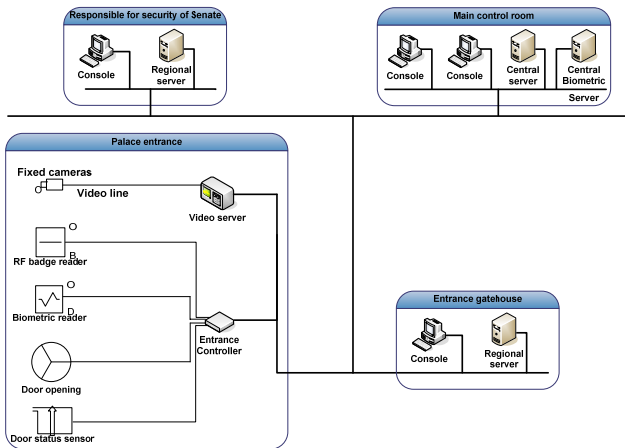 Responsible for security of Senate
Console
Regional
server
Main control room
Console
Console
Central
server
Central
Biometric
Server
Palace entrance
Fixed cameras
O
Video line
Video server
O
B
RF badge reader
O
D
Biometric reader
Entrance
Controller
Door opening
Door status sensor
Entrance gatehouse
Console
Regional
server